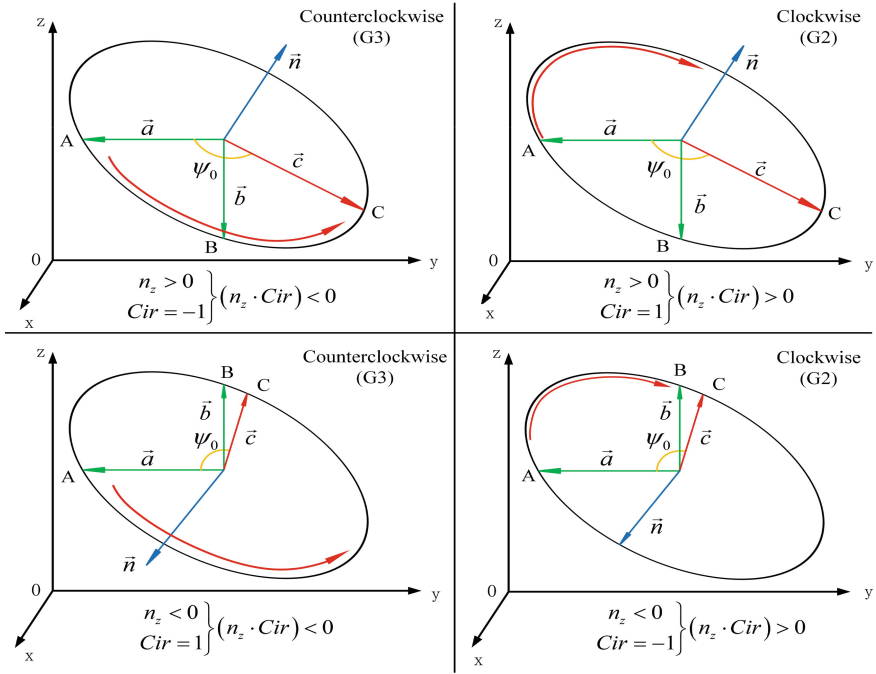 z
Counterclockwise
(G3)
n⃗
A
a⃗
ψ₀
c⃗
b⃗
C
B
0
y
x
n_z > 0
Cir = −1
}(n_z · Cir) < 0
z
Clockwise
(G2)
n⃗
A
a⃗
ψ₀
c⃗
b⃗
C
B
0
y
x
n_z > 0
Cir = 1
}(n_z · Cir) > 0
z
Counterclockwise
(G3)
B
C
b⃗
ψ₀
c⃗
a⃗
A
n⃗
0
y
x
n_z < 0
Cir = 1
}(n_z · Cir) < 0
z
Clockwise
(G2)
B
C
b⃗
ψ₀
c⃗
a⃗
A
n⃗
0
y
x
n_z < 0
Cir = −1
}(n_z · Cir) > 0